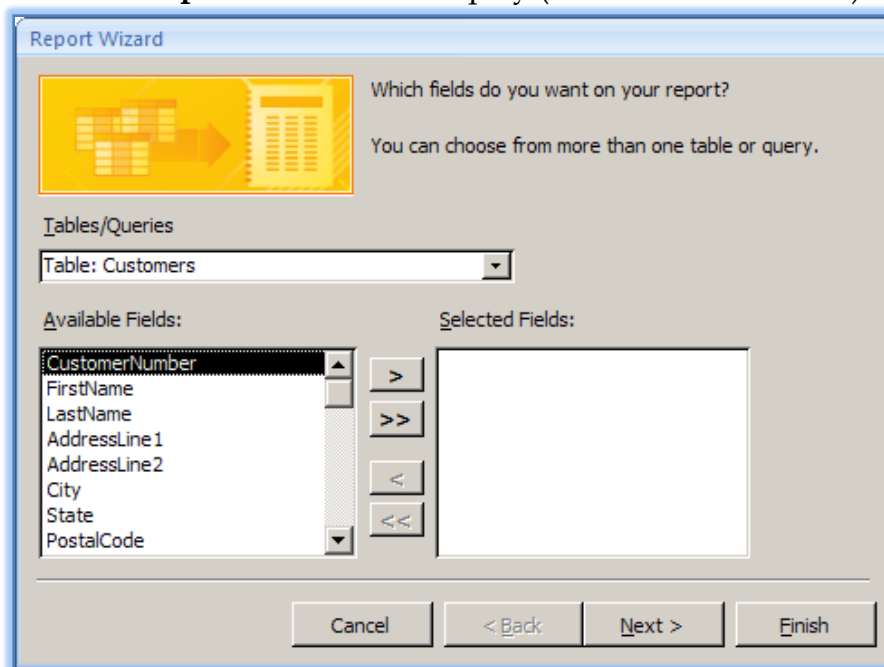 Report Wizard
Which fields do you want on your report?
You can choose from more than one table or query.
Tables/Queries
Table: Customers
Available Fields:
Selected Fields:
CustomerNumber
FirstName
LastName
AddressLine1
AddressLine2
City
State
PostalCode
>
>>
<
<<
Cancel
< Back
Next >
Finish